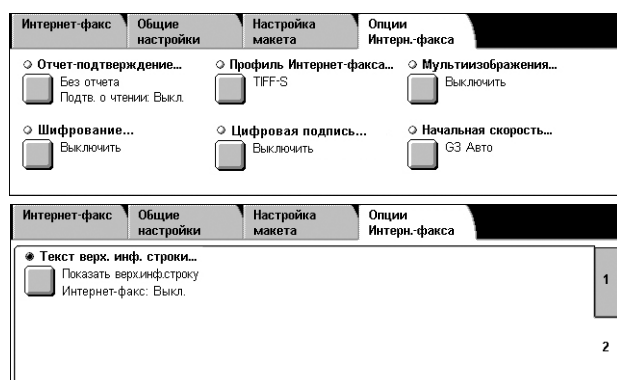 Интернет-факс Общие настройки Настройка макета Опции Интерн.-факса
Отчет-подтверждение... Профиль Интернет-факса... Мультиизображения...
Без отчета TIFF-S Выключить
Подтв. о чтении: Выкл.
Шифрование... Цифровая подпись... Начальная скорость...
Выключить Выключить G3 Авто
Интернет-факс Общие настройки Настройка макета Опции Интерн.-факса
Текст верх. инф. строки...
Показать верх.инф.строку
Интернет-факс: Выкл.
1
2